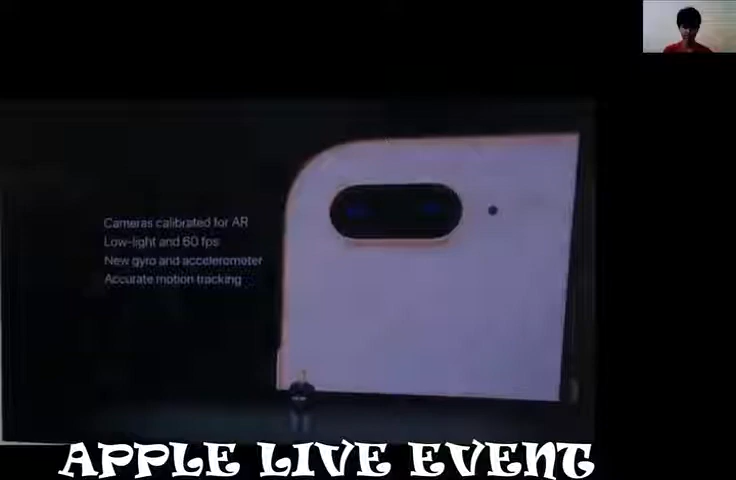 Cameras calibrated for AR
Low-light and 60 fps
New gyro and accelerometer
Accurate motion tracking
APPLE LIVE EVENT